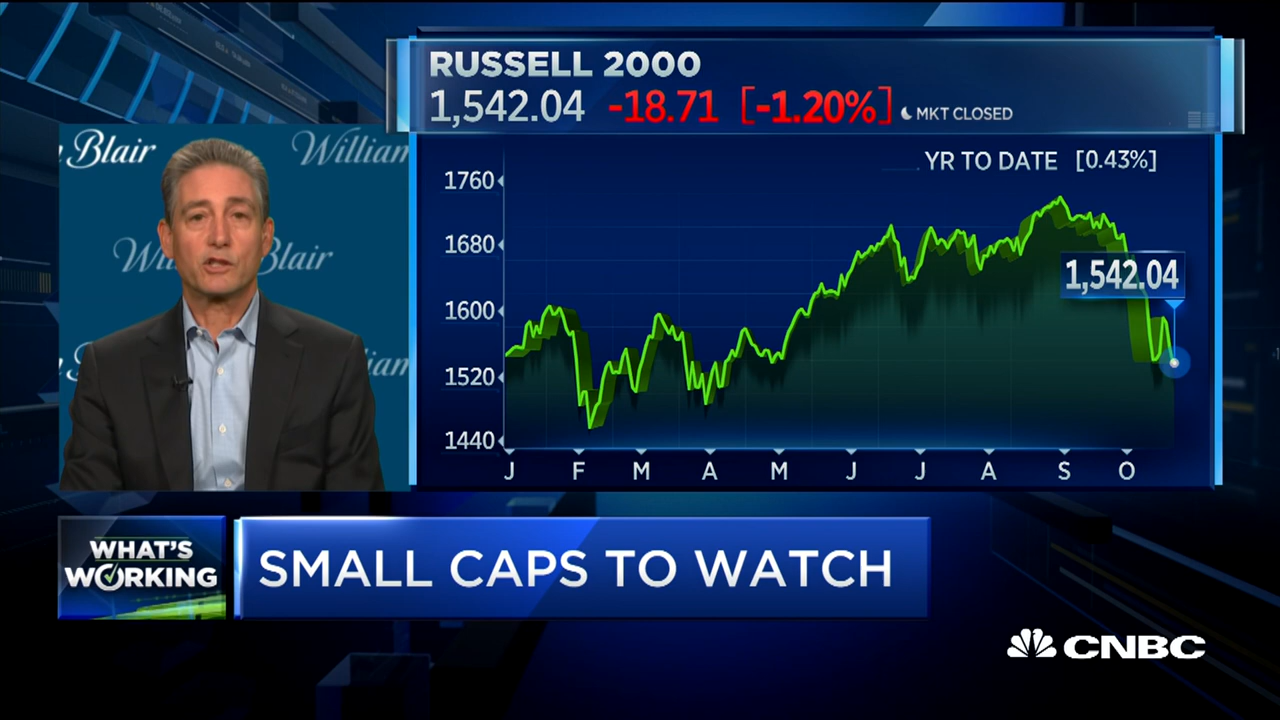 RUSSELL 2000
1,542.04 -18.71 [-1.20%] MKT CLOSED
YR TO DATE [0.43%]
1760
1680
1600
1520
1440
1,542.04
J F M A M J J A S O
Blair William
Blair
William
WHAT'S
WORKING
SMALL CAPS TO WATCH
CNBC